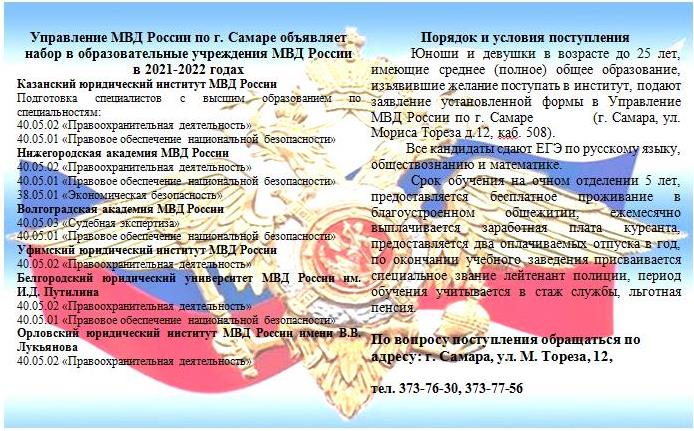 Управление МВД России по г. Самаре объявляет
набор в образовательные учреждения МВД России
в 2021-2022 годах
Казанский юридический институт МВД России
Подготовка специалистов с высшим образованием по
специальностям:
40.05.02 «Правоохранительная деятельность»
40.05.01 «Правовое обеспечение национальной безопасности»
Нижегородская академия МВД России
40.05.02 «Правоохранительная деятельность»
40.05.01 «Правовое обеспечение национальной безопасности»
38.05.01 «Экономическая безопасность»
Волгоградская академия МВД России
40.05.03 «Судебная экспертиза»
40.05.01 «Правовое обеспечение национальной безопасности»
Уфимский юридический институт МВД России
40.05.02 «Правоохранительная деятельность»
Белгородский юридический университет МВД России им.
И.Д. Путилина
40.05.02 «Правоохранительная деятельность»
40.05.01 «Правовое обеспечение национальной безопасности»
Орловский юридический институт МВД России имени В.В.
Лукьянова
40.05.02 «Правоохранительная деятельность»
Порядок и условия поступления
Юноши и девушки в возрасте до 25 лет,
имеющие среднее (полное) общее образование,
изъявившие желание поступать в институт, подают
заявление установленной формы в Управление
МВД России по г. Самаре (г. Самара, ул.
Мориса Тореза д.12, каб. 508).
Все кандидаты сдают ЕГЭ по русскому языку,
обществознанию и математике.
Срок обучения на очном отделении 5 лет,
предоставляется бесплатное проживание в
благоустроенном общежитии, ежемесячно
выплачивается заработная плата курсанта,
предоставляется два оплачиваемых отпуска в год,
по окончании учебного заведения присваивается
специальное звание лейтенант полиции, период
обучения учитывается в стаж службы, льготная
пенсия.
По вопросу поступления обращаться по
адресу: г. Самара, ул. М. Тореза, 12,
тел. 373-76-30, 373-77-56